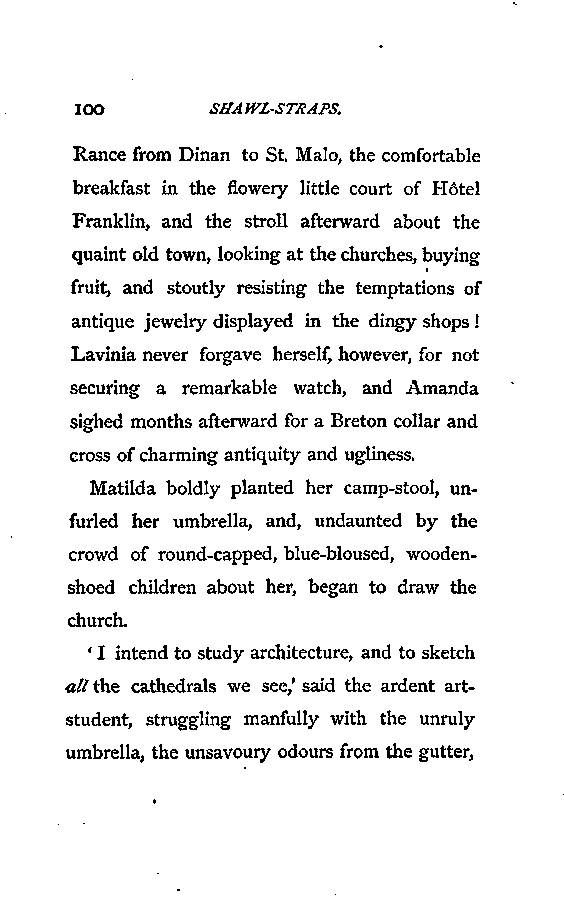 100 SHAWL-STRAPS.
Rance from Dinan to St. Malo, the comfortable
breakfast in the flowery little court of Hôtel
Franklin, and the stroll afterward about the
quaint old town, looking at the churches, buying
fruit, and stoutly resisting the temptations of
antique jewelry displayed in the dingy shops!
Lavinia never forgave herself, however, for not
securing a remarkable watch, and Amanda
sighed months afterward for a Breton collar and
cross of charming antiquity and ugliness.
Matilda boldly planted her camp-stool, un-
furled her umbrella, and, undaunted by the
crowd of round-capped, blue-bloused, wooden-
shoed children about her, began to draw the
church.
‘I intend to study architecture, and to sketch
all the cathedrals we see,’ said the ardent art-
student, struggling manfully with the unruly
umbrella, the unsavoury odours from the gutter,